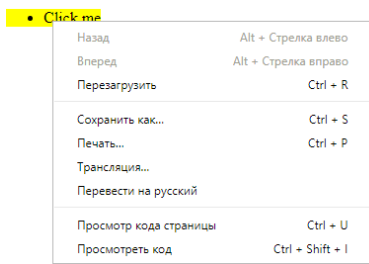 Click me
Назад Alt + Стрелка влево
Вперед Alt + Стрелка вправо
Перезагрузить Ctrl + R
Сохранить как... Ctrl + S
Печать... Ctrl + P
Трансляция...
Перевести на русский
Просмотр кода страницы Ctrl + U
Просмотреть код Ctrl + Shift + I